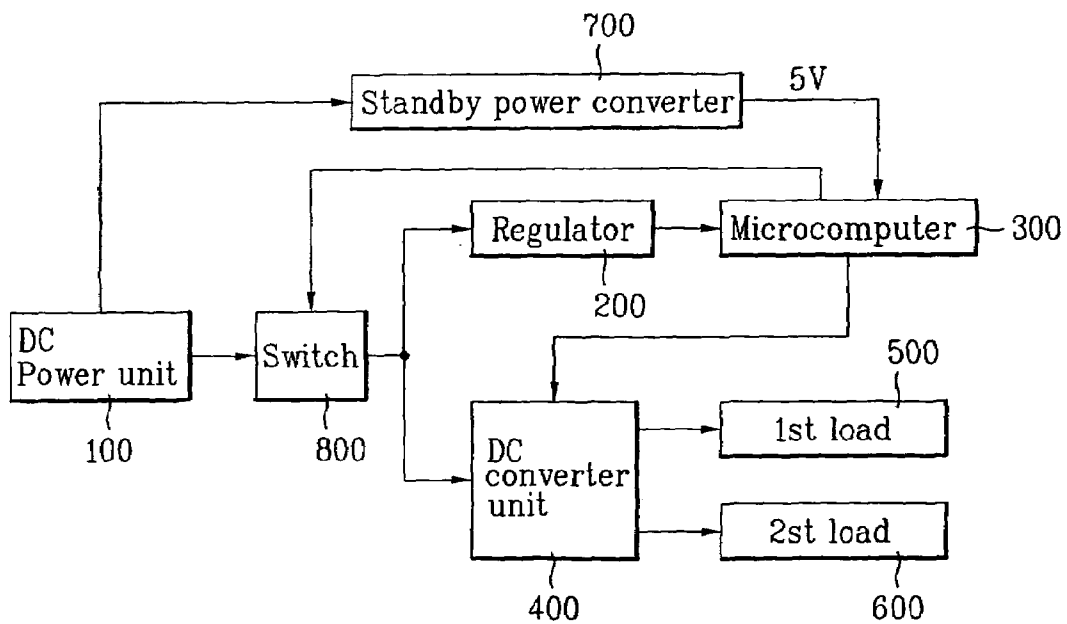 700
Standby power converter
5V
Regulator
200
Microcomputer
300
DC
Power unit
100
Switch
800
DC
converter
unit
400
500
1st load
2st load
600